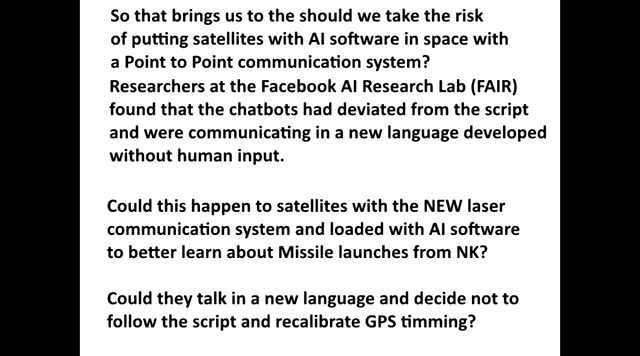 So that brings us to the should we take the risk
of putting satellites with AI software in space with
a Point to Point communication system?
Researchers at the Facebook AI Research Lab (FAIR)
found that the chatbots had deviated from the script
and were communicating in a new language developed
without human input.
Could this happen to satellites with the NEW laser
communication system and loaded with AI software
to better learn about Missile launches from NK?
Could they talk in a new language and decide not to
follow the script and recalibrate GPS timming?